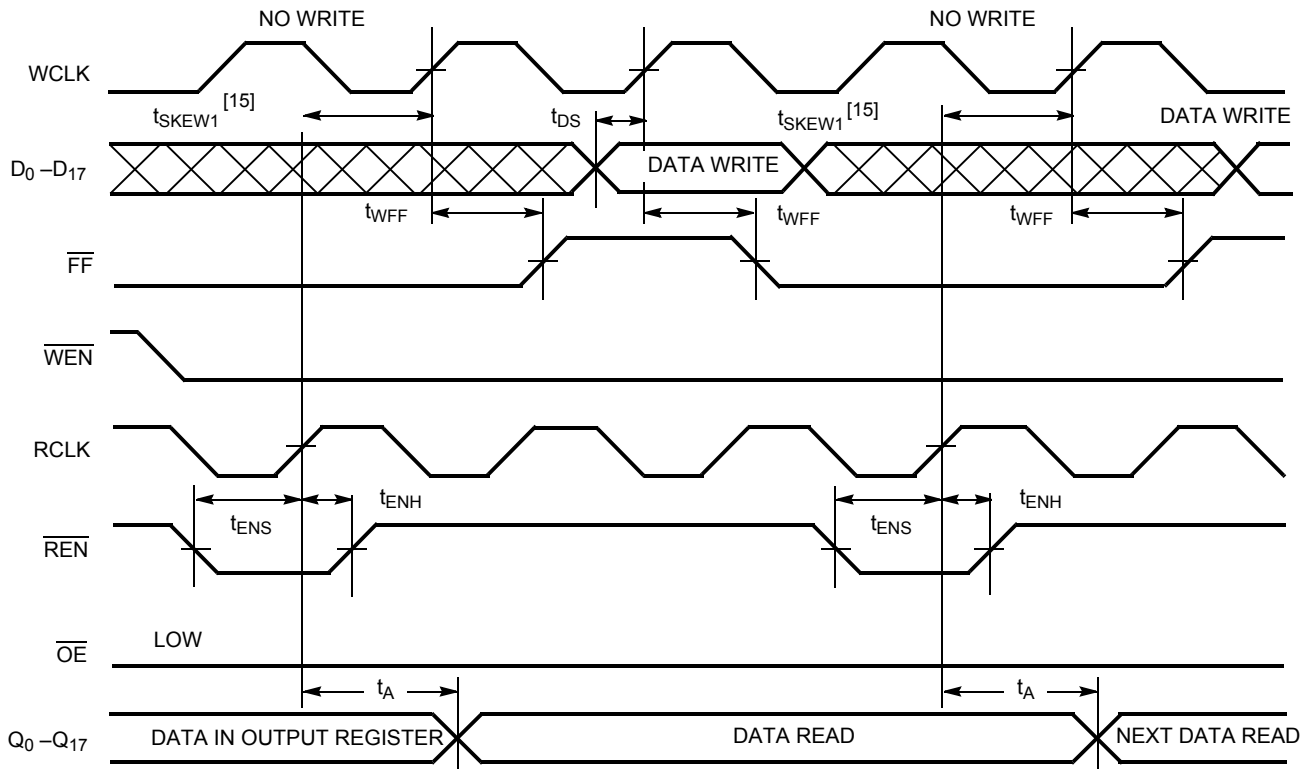 NO WRITE NO WRITE
WCLK
tSKEW1 [15] tDS tSKEW1 [15] DATA WRITE
D0 –D17 DATA WRITE
tWFF tWFF tWFF
FF
WEN
RCLK
tENS tENH tENS tENH
REN
LOW
OE
tA tA
Q0 –Q17 DATA IN OUTPUT REGISTER DATA READ NEXT DATA READ